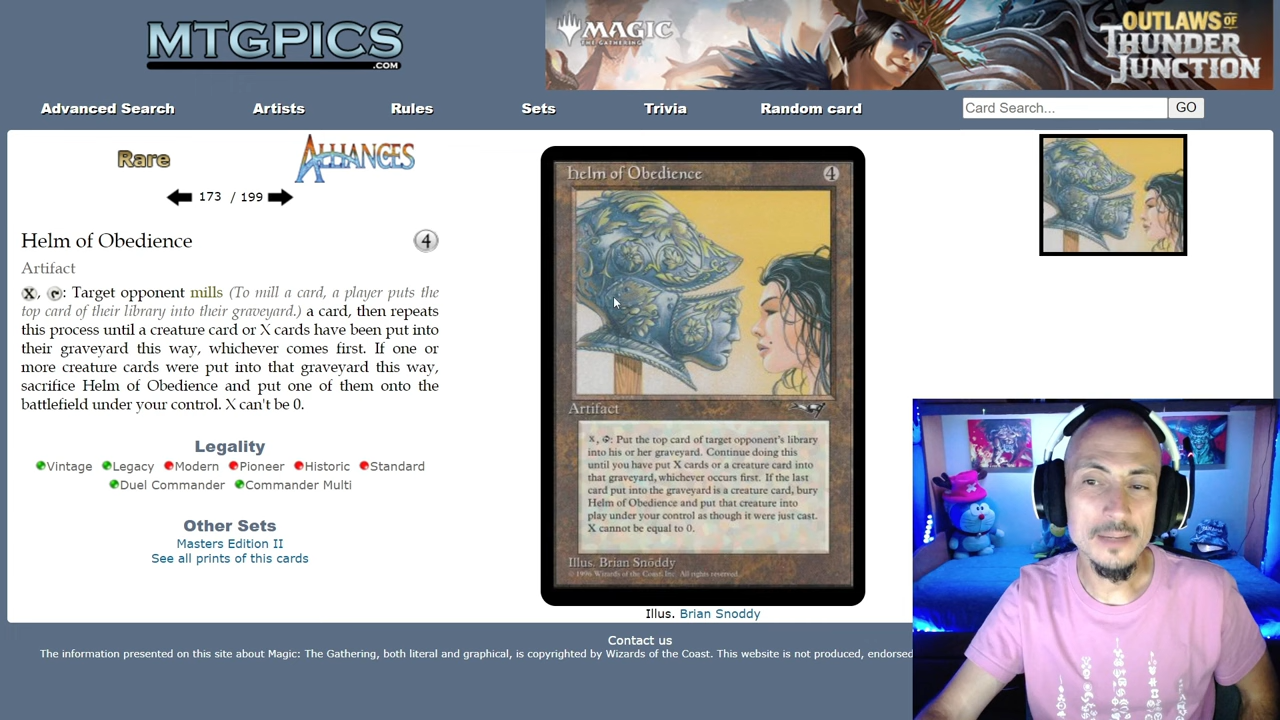 MTGPICS
.COM
MAGIC
THE GATHERING
OUTLAWS OF
THUNDER
JUNCTION
Advanced Search
Artists
Rules
Sets
Trivia
Random card
Card Search...
GO
Rare
ALLIANCES
173 / 199
Helm of Obedience
4
Artifact
X, : Target opponent mills (To mill a card, a player puts the
top card of their library into their graveyard.) a card, then repeats
this process until a creature card or X cards have been put into
their graveyard this way, whichever comes first. If one or
more creature cards were put into that graveyard this way,
sacrifice Helm of Obedience and put one of them onto the
battlefield under your control. X can't be 0.
Legality
Vintage Legacy Modern Pioneer Historic Standard
Duel Commander Commander Multi
Other Sets
Masters Edition II
See all prints of this cards
Helm of Obedience
4
Artifact
X, : Put the top card of target opponent's library
into his or her graveyard. Continue doing this
until you have put X cards or a creature card into
that graveyard, whichever occurs first. If the last
card put into the graveyard is a creature card, bury
Helm of Obedience and put that creature into
play under your control as though it were just cast.
X cannot be equal to 0.
Illus. Brian Snoddy
© 1996 Wizards of the Coast, Inc. All rights reserved.
Illus. Brian Snoddy
Contact us
The information presented on this site about Magic: The Gathering, both literal and graphical, is copyrighted by Wizards of the Coast. This website is not produced, endorsed